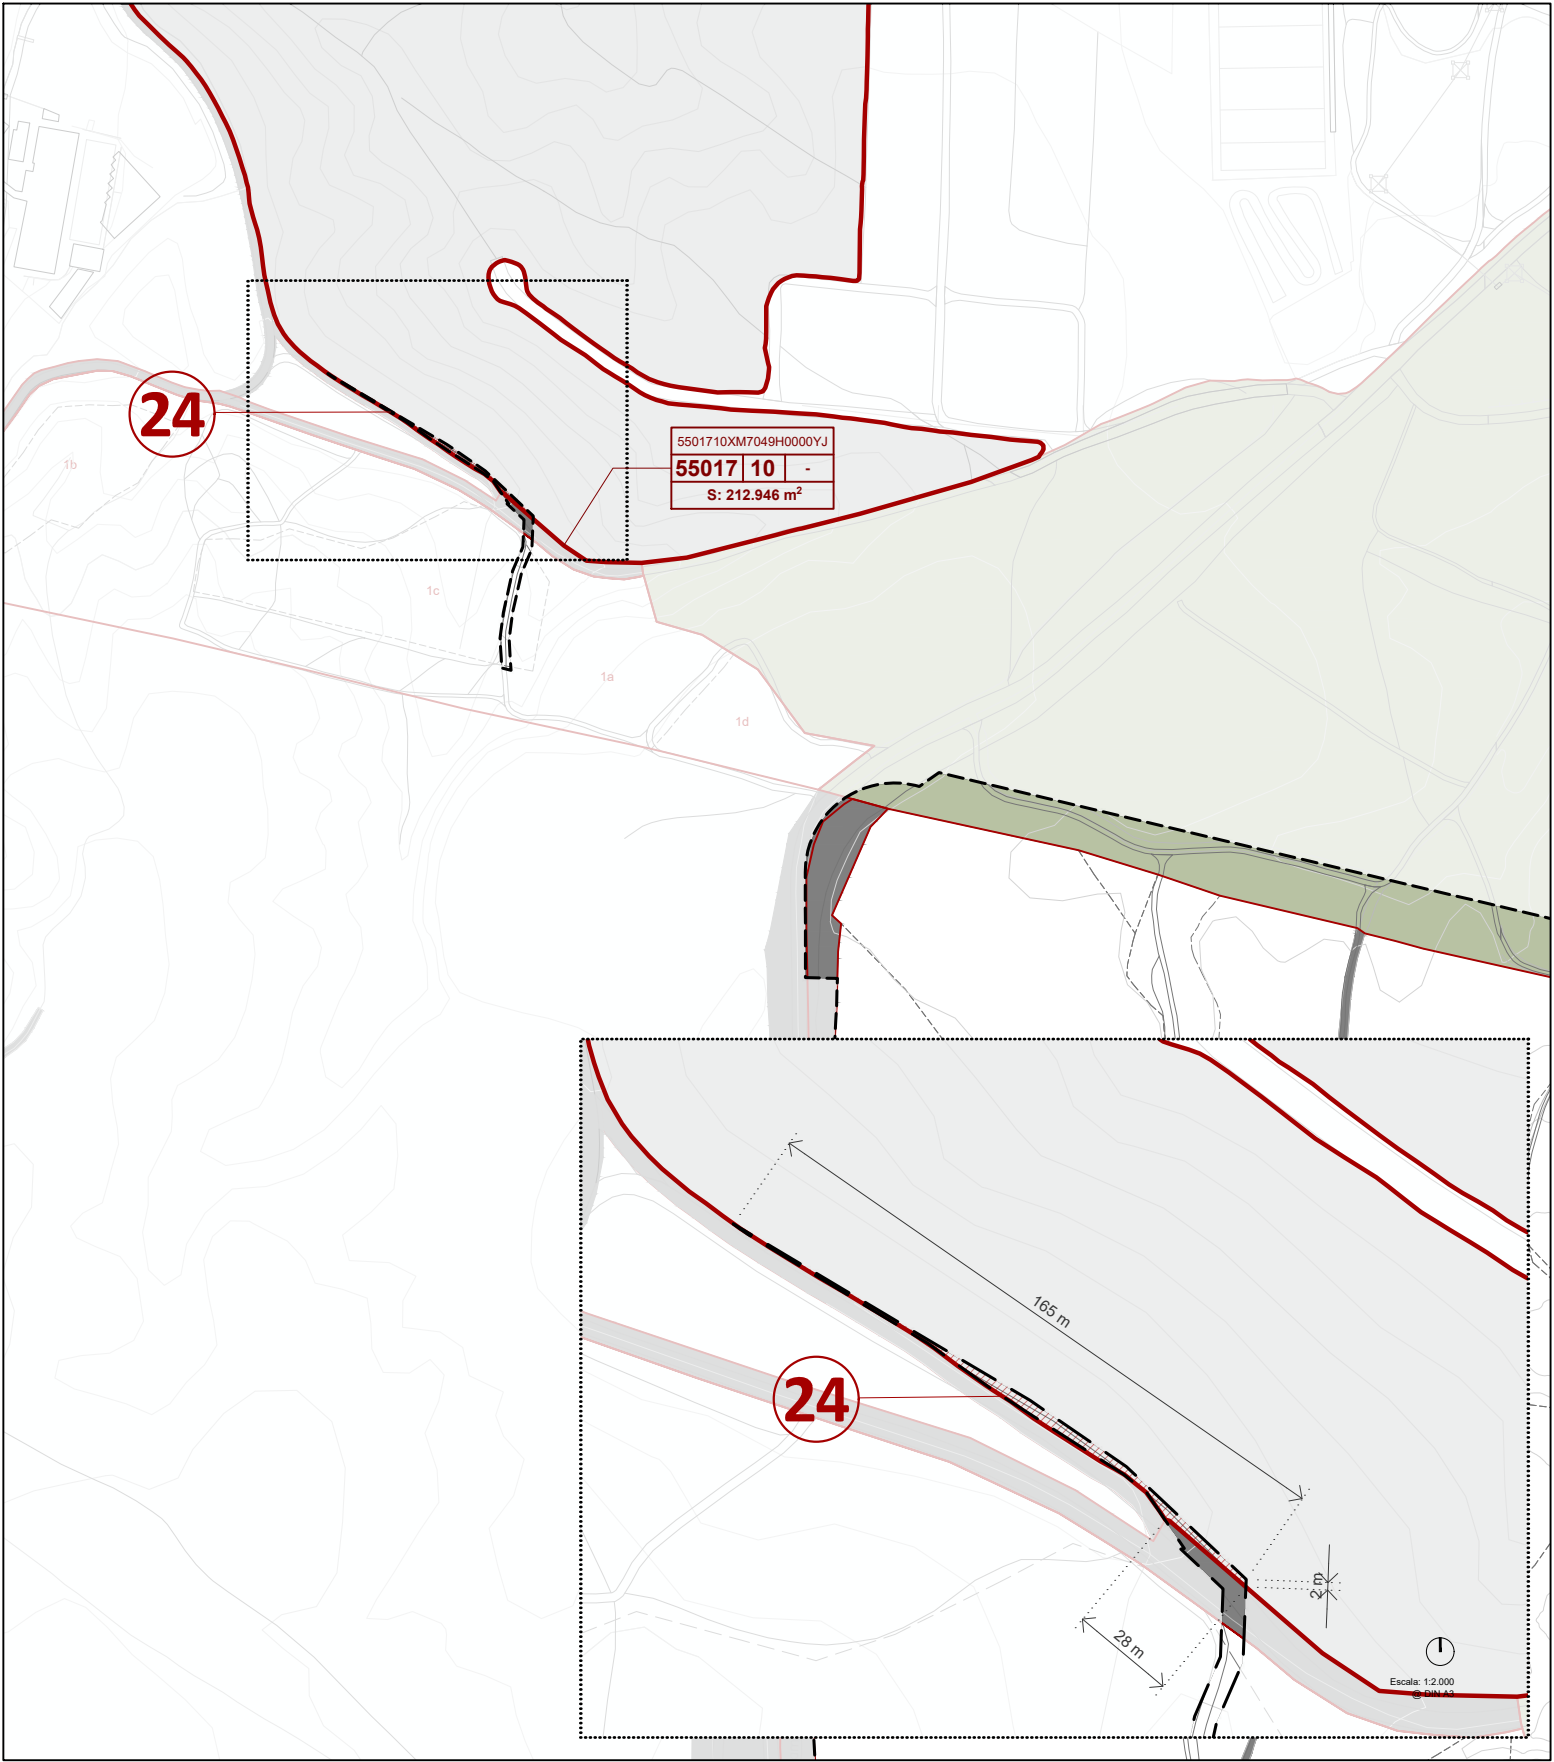 24
5501710XM7049H0000YJ
55017 10 -
S: 212.946 m²
1b
1c
1a
1d
165 m
24
2 m
28 m
Escala: 1:2.000
@ DIN A3